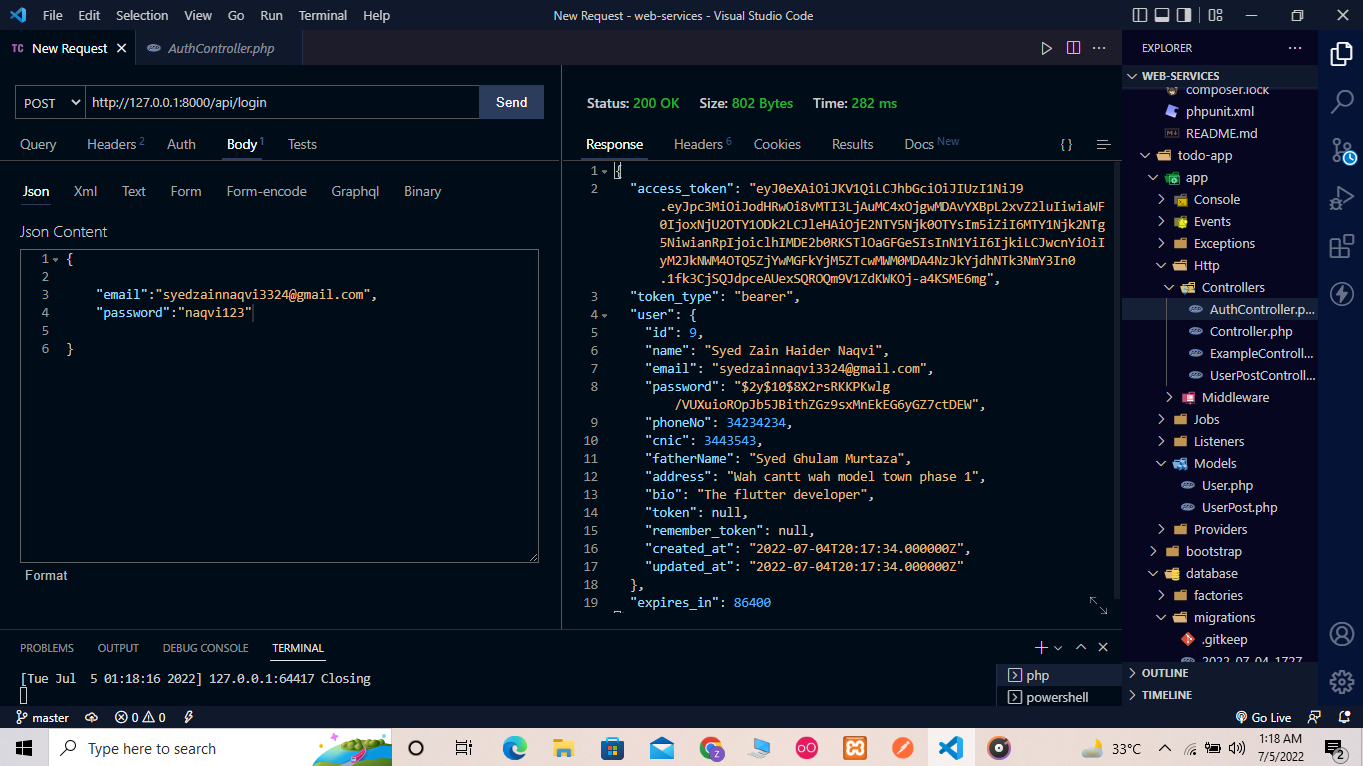 File Edit Selection View Go Run Terminal Help New Request - web-services - Visual Studio Code
TC New Request AuthController.php
POST http://127.0.0.1:8000/api/login Send
Query Headers 2 Auth Body 1 Tests
Json Xml Text Form Form-encode Graphql Binary
Json Content
1 {
2
3 "email":"syedzainnaqvi3324@gmail.com",
4 "password":"naqvi123"
5
6 }
Format
Status: 200 OK Size: 802 Bytes Time: 282 ms
Response Headers 6 Cookies Results Docs New {}
1 {
2 "access_token": "eyJ0eXAiOiJKV1QiLCJhbGciOiJIUzI1NiJ9
3 "token_type": "bearer",
4 "user": {
5 "id": 9,
6 "name": "Syed Zain Haider Naqvi",
7 "email": "syedzainnaqvi3324@gmail.com",
8 "password": "$2y$10$8X2rsRKKPKwlg
/VUXuioROpJb5JBithZGz9sxMnEkEG6yGZ7ctDEW",
9 "phoneNo": 34234234,
10 "cnic": 3443543,
11 "fatherName": "Syed Ghulam Murtaza",
12 "address": "Wah cantt wah model town phase 1",
13 "bio": "The flutter developer",
14 "token": null,
15 "remember_token": null,
16 "created_at": "2022-07-04T20:17:34.000000Z",
17 "updated_at": "2022-07-04T20:17:34.000000Z"
18 },
19 "expires_in": 86400
EXPLORER
WEB-SERVICES
composer.lock
phpunit.xml
README.md
todo-app
app
Console
Events
Exceptions
Http
Controllers
AuthController.p...
Controller.php
ExampleControll...
UserPostControll...
Middleware
Jobs
Listeners
Models
User.php
UserPost.php
Providers
bootstrap
database
factories
migrations
.gitkeep
2022_07_04_1727...
OUTLINE
TIMELINE
PROBLEMS OUTPUT DEBUG CONSOLE TERMINAL
[Tue Jul  5 01:18:16 2022] 127.0.0.1:64417 Closing
php
powershell
master 0 0 Go Live
Type here to search 33°C 1:18 AM
7/5/2022
2